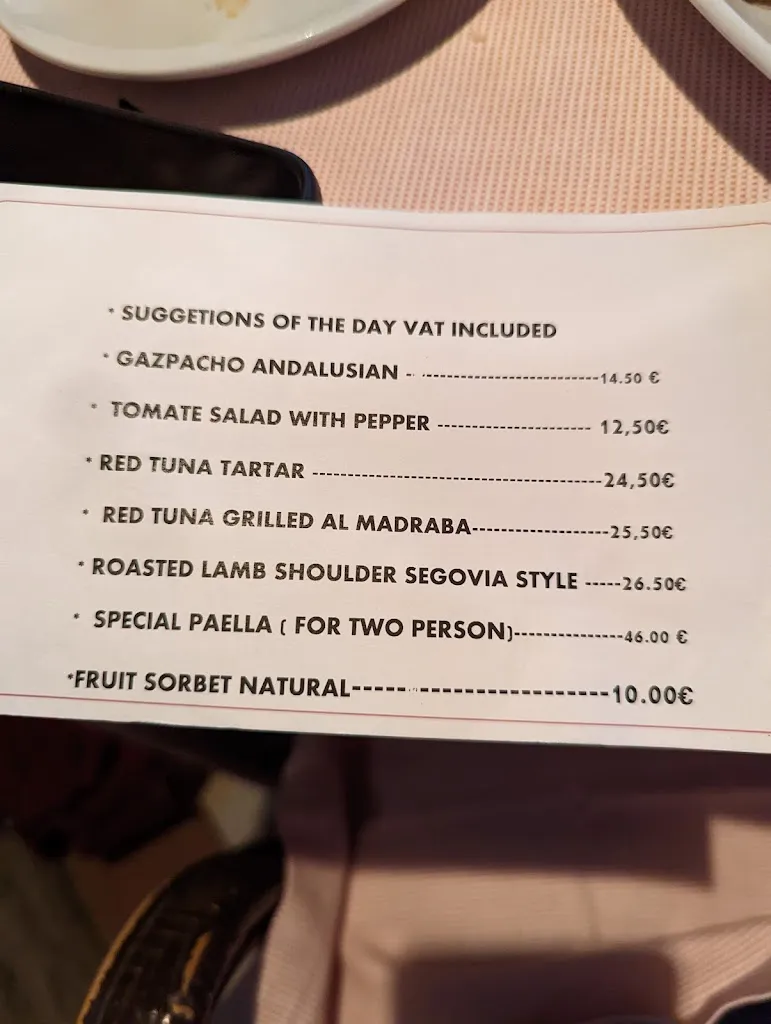 * SUGGETIONS OF THE DAY VAT INCLUDED
* GAZPACHO ANDALUSIAN - --------------------------14.50 €
* TOMATE SALAD WITH PEPPER -------------------- 12,50€
* RED TUNA TARTAR --------------------------------------24,50€
* RED TUNA GRILLED AL MADRABA------------------25,50€
* ROASTED LAMB SHOULDER SEGOVIA STYLE -----26.50€
* SPECIAL PAELLA ( FOR TWO PERSON)---------------46.00 €
*FRUIT SORBET NATURAL------------------------------10.00€